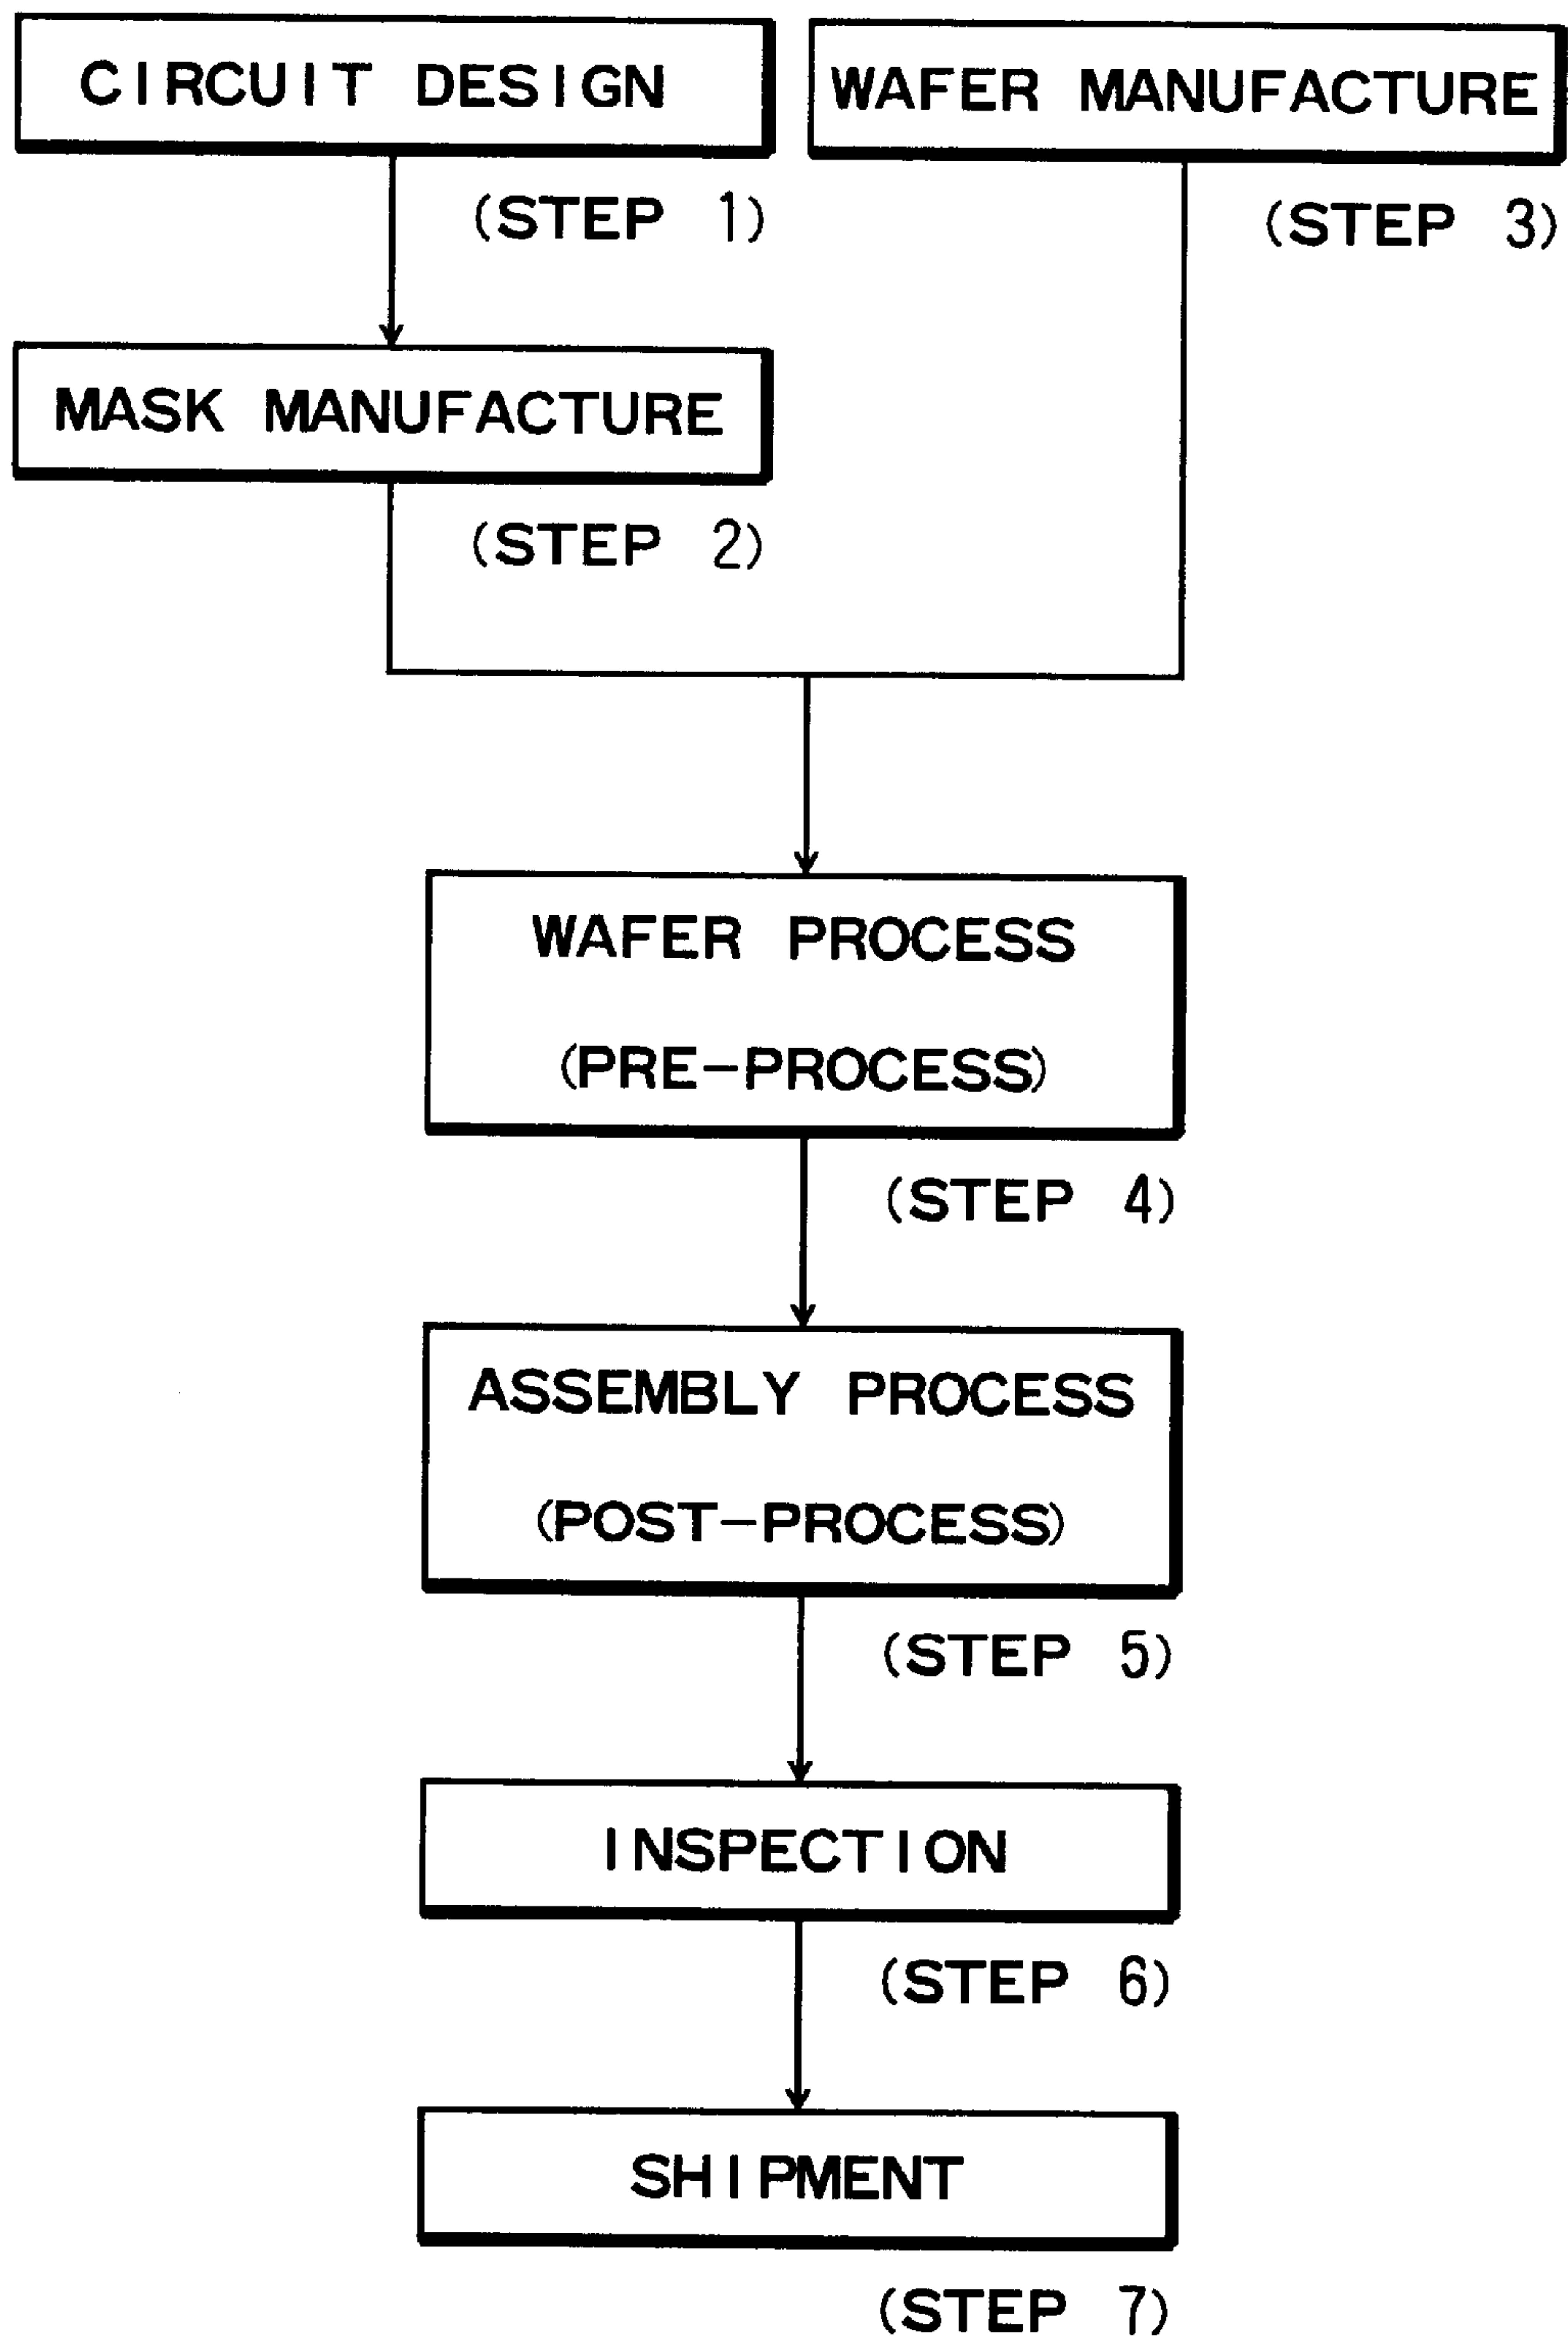 CIRCUIT DESIGN
(STEP 1)
WAFER MANUFACTURE
(STEP 3)
MASK MANUFACTURE
(STEP 2)
WAFER PROCESS
(PRE-PROCESS)
(STEP 4)
ASSEMBLY PROCESS
(POST-PROCESS)
(STEP 5)
INSPECTION
(STEP 6)
SHIPMENT
(STEP 7)